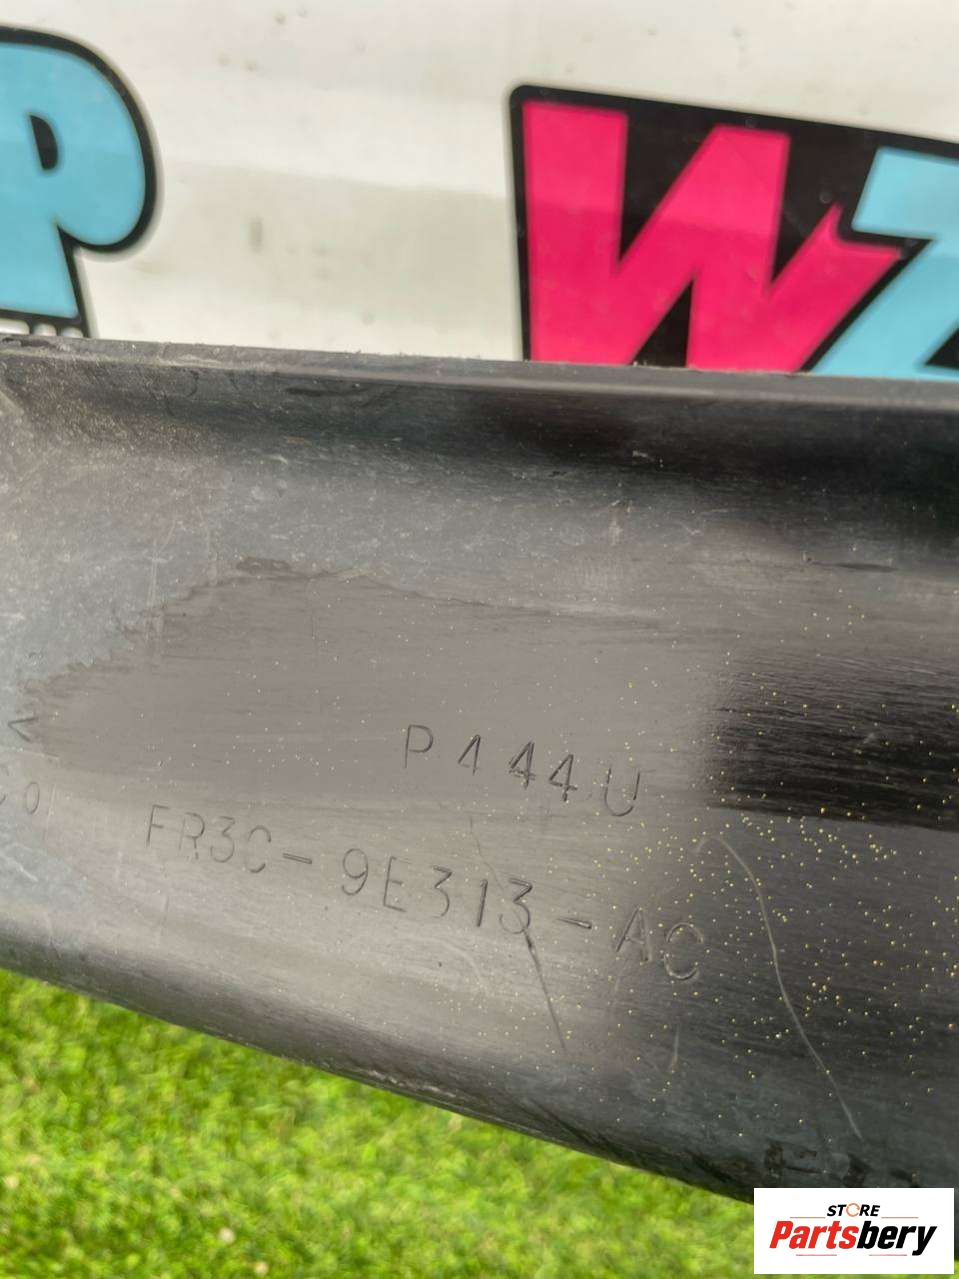 P
WZ
P444U
FR3C-9E313-AC
STORE
Partsbery